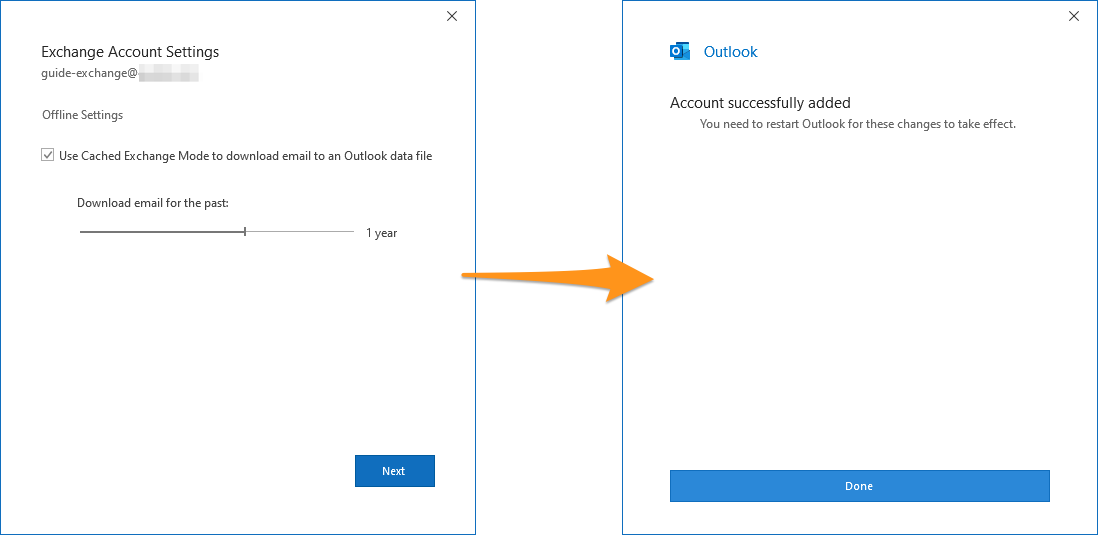 Exchange Account Settings
guide-exchange@
Offline Settings
Use Cached Exchange Mode to download email to an Outlook data file
Download email for the past:
1 year
Next
Outlook
Account successfully added
You need to restart Outlook for these changes to take effect.
Done